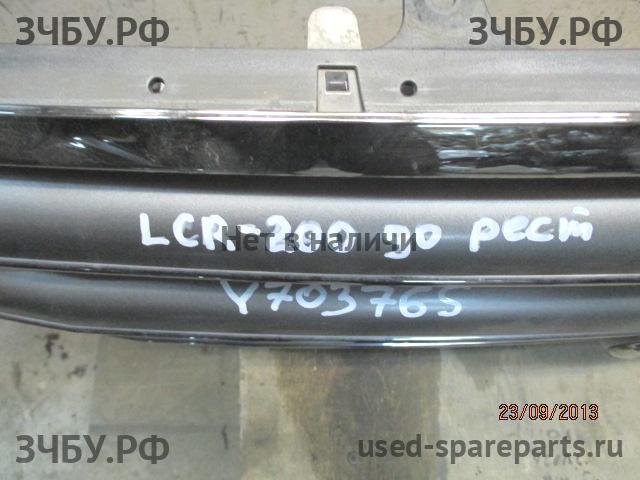 ЗЧБУ.РФ ЗЧБУ.РФ
LCR.-200 до рест
Нет в наличи
Y703765
23/09/2013
ЗЧБУ.РФ used-spareparts.ru